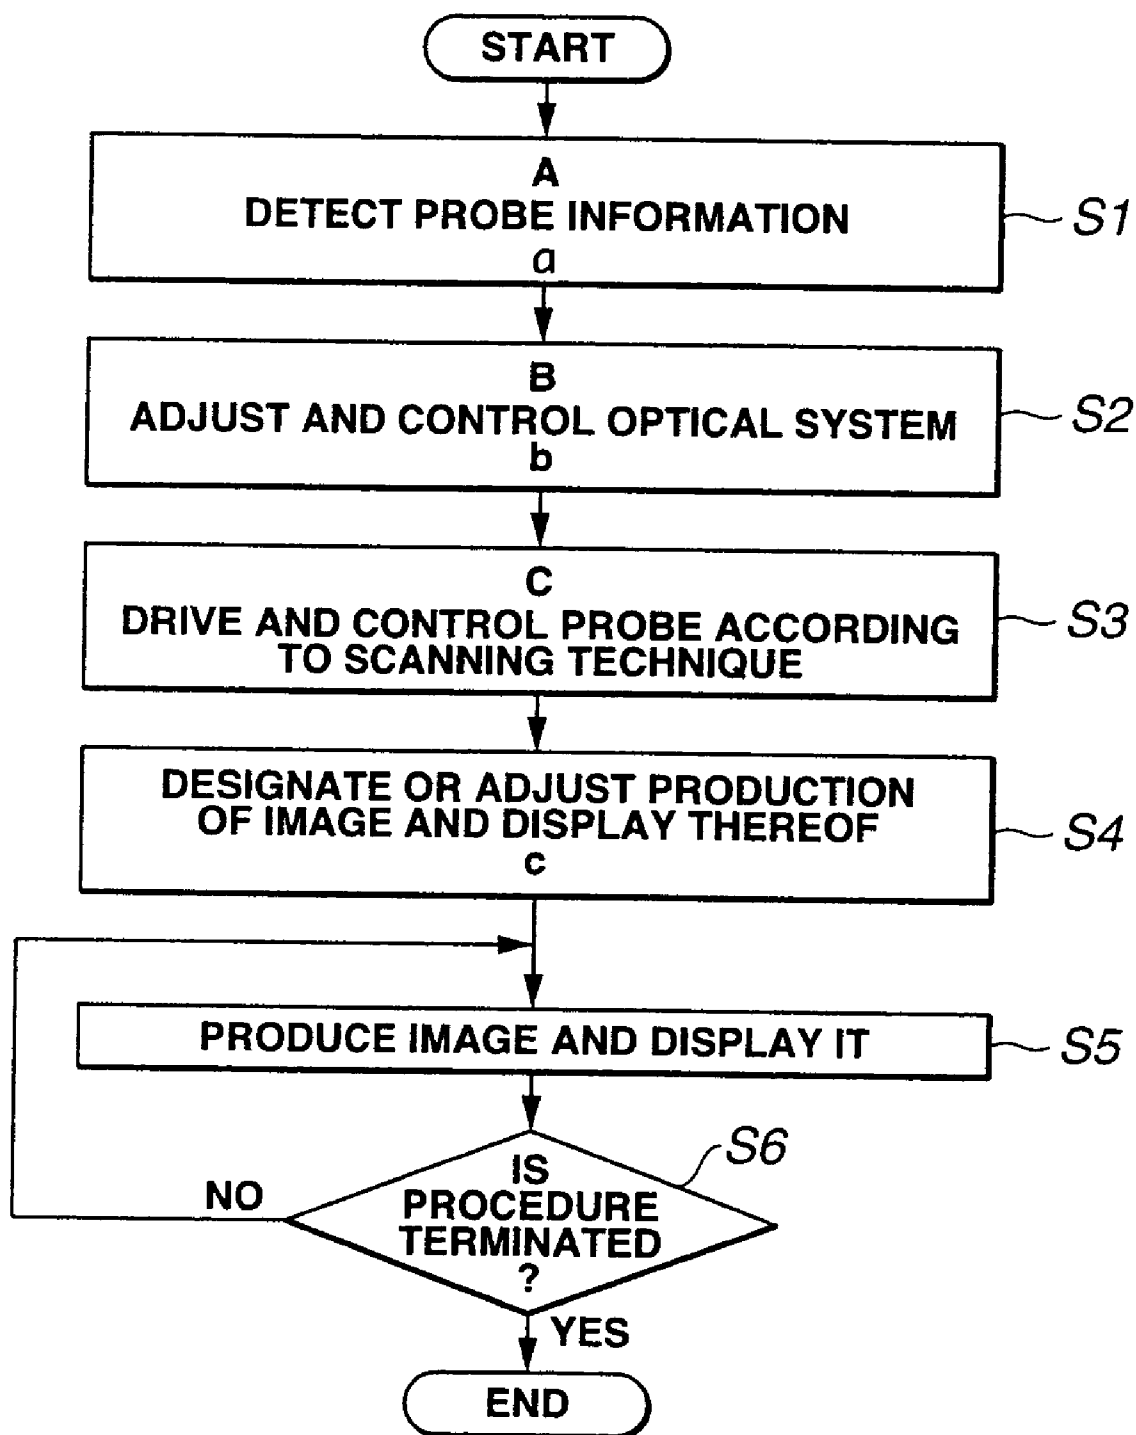 START
A
DETECT PROBE INFORMATION
a
S1
B
ADJUST AND CONTROL OPTICAL SYSTEM
b
S2
C
DRIVE AND CONTROL PROBE ACCORDING
TO SCANNING TECHNIQUE
S3
DESIGNATE OR ADJUST PRODUCTION
OF IMAGE AND DISPLAY THEREOF
c
S4
PRODUCE IMAGE AND DISPLAY IT
S5
S6
IS
PROCEDURE
TERMINATED
?
NO
YES
END